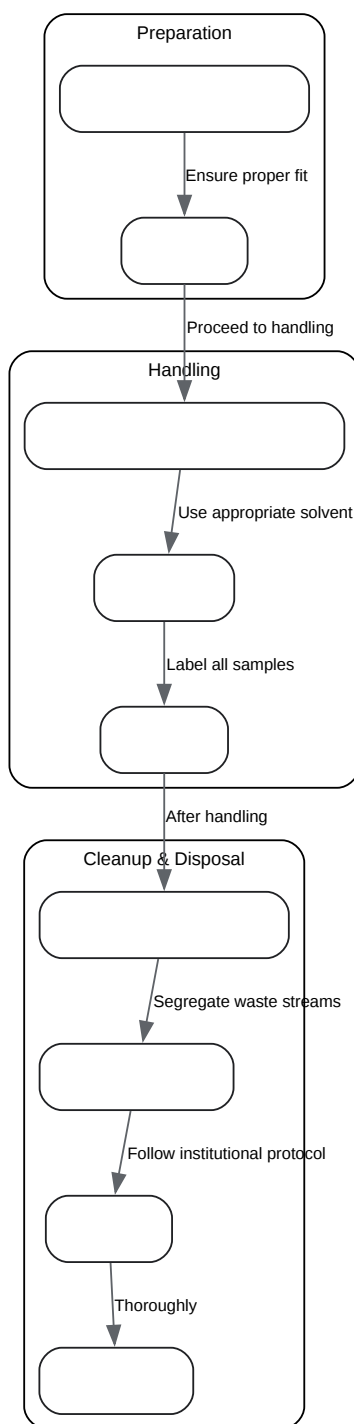 Preparation
Ensure proper fit
Proceed to handling
Handling
Use appropriate solvent
Label all samples
After handling
Cleanup & Disposal
Segregate waste streams
Follow institutional protocol
Thoroughly